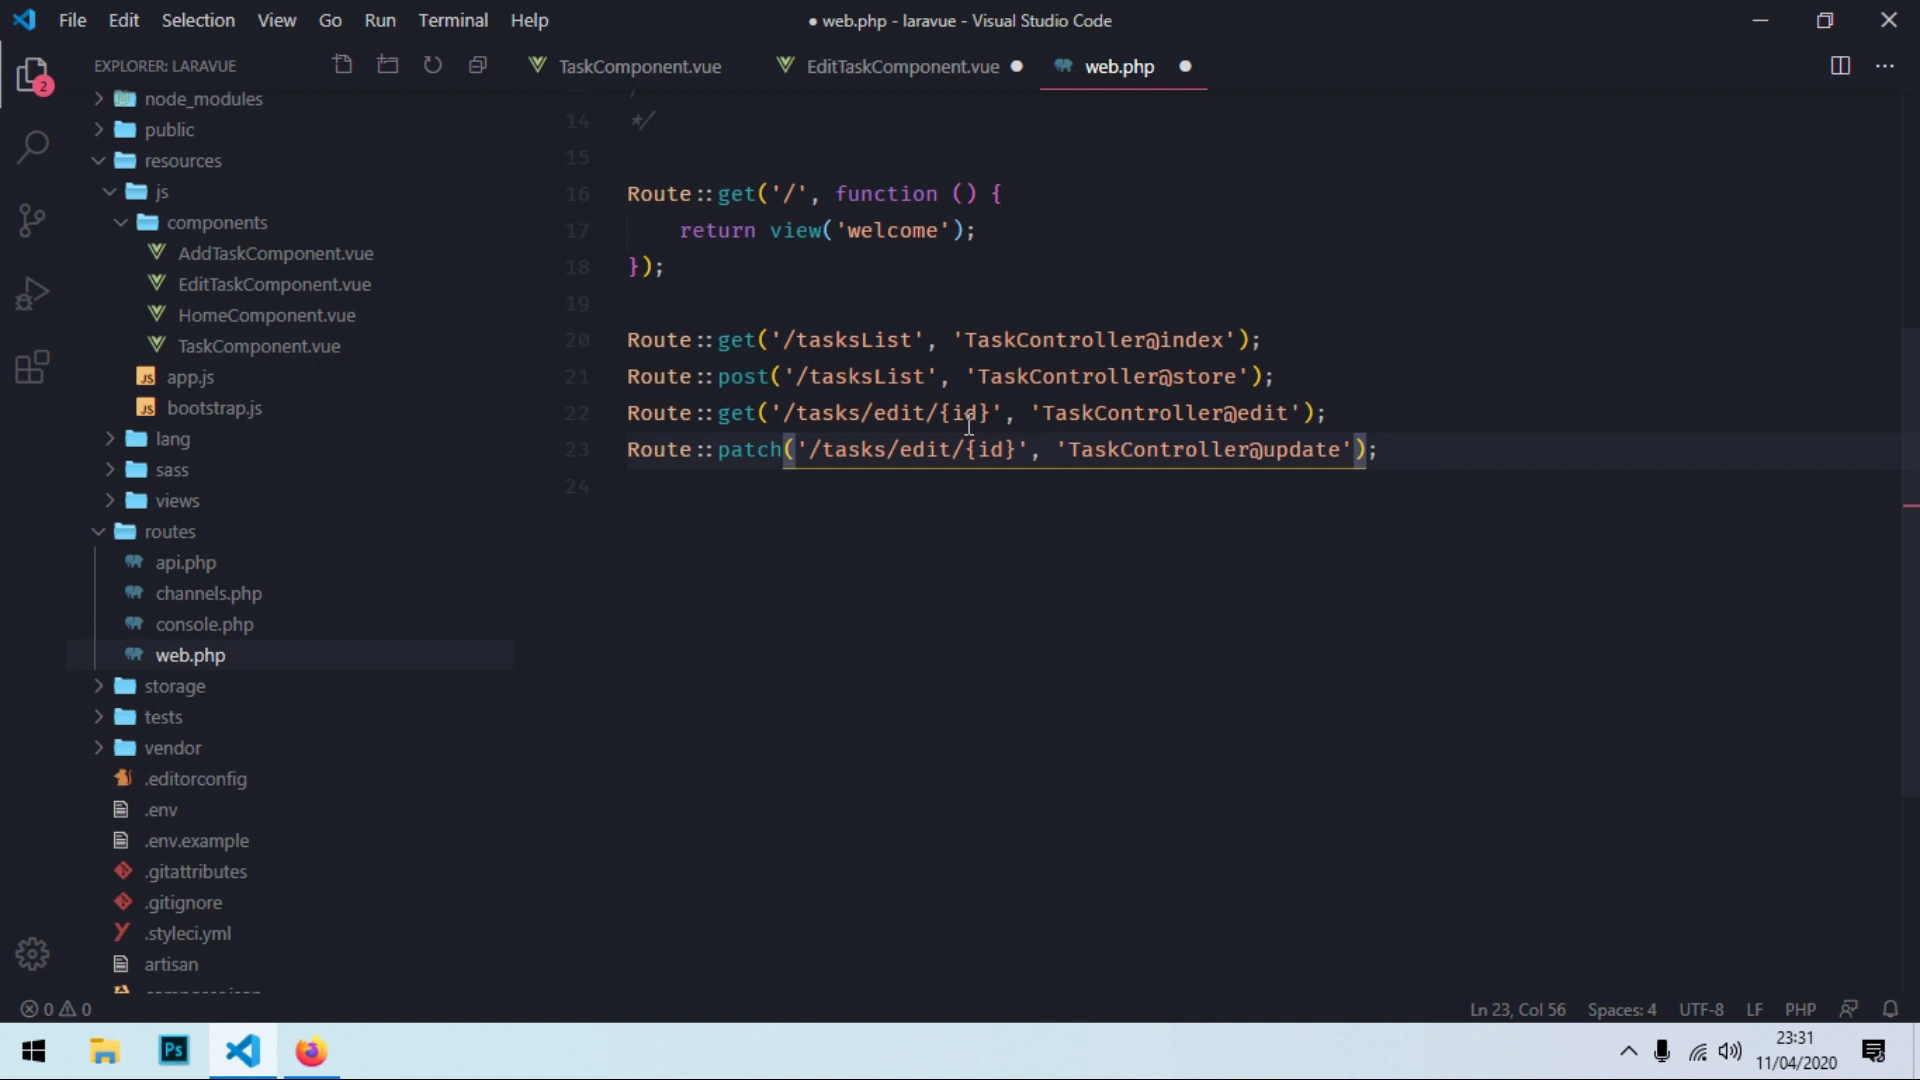 File Edit Selection View Go Run Terminal Help
● web.php - laravue - Visual Studio Code
2
EXPLORER: LARAVUE
TaskComponent.vue
EditTaskComponent.vue
web.php
node_modules
public
resources
js
components
AddTaskComponent.vue
EditTaskComponent.vue
HomeComponent.vue
TaskComponent.vue
JS app.js
JS bootstrap.js
lang
sass
views
routes
api.php
channels.php
console.php
web.php
storage
tests
vendor
.editorconfig
.env
.env.example
.gitattributes
.gitignore
.styleci.yml
artisan
14 */
15
16 Route::get('/', function () {
17 return view('welcome');
18 });
19
20 Route::get('/tasksList', 'TaskController@index');
21 Route::post('/tasksList', 'TaskController@store');
22 Route::get('/tasks/edit/{id}', 'TaskController@edit');
23 Route::patch('/tasks/edit/{id}', 'TaskController@update');
24
0 0
Ln 23, Col 56 Spaces: 4 UTF-8 LF PHP
Ps
23:31
11/04/2020